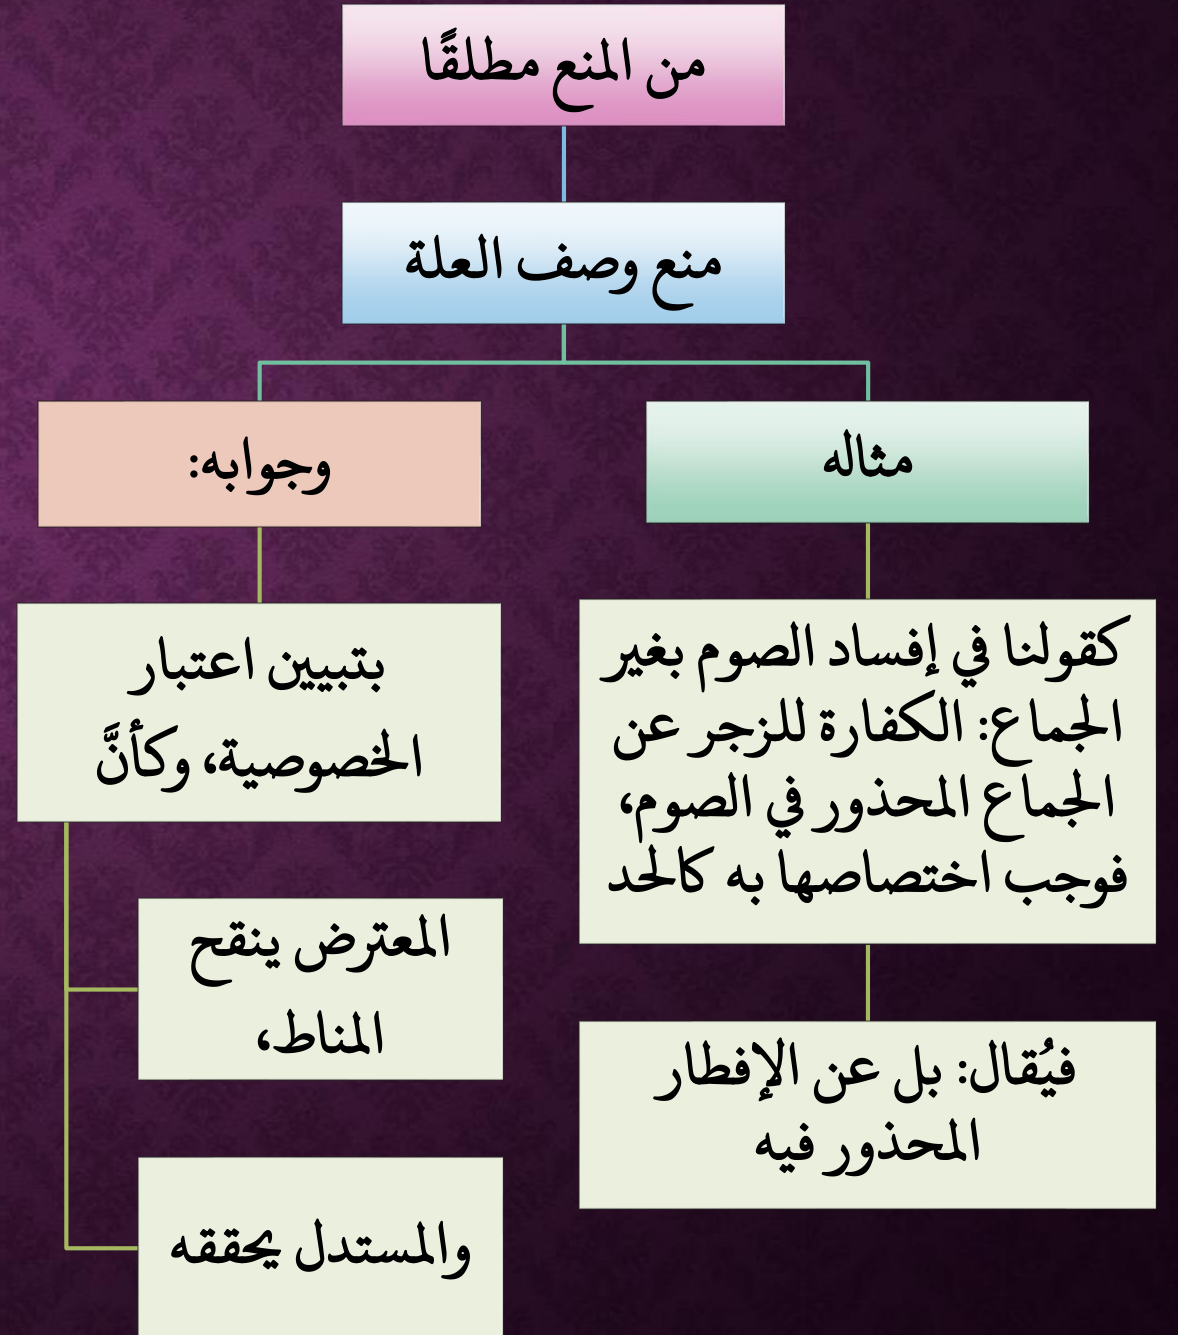 من المنع مطلقًا
منع وصف العلة
مثاله
كقولنا في إفساد الصوم بغير
الجماع: الكفارة للزجر عن
الجماع المحذور في الصوم،
فوجب اختصاصها به كالحد
فيُقال: بل عن الإفطار
المحذور فيه
وجوابه:
بتبيين اعتبار
الخصوصية، وكأنَّ
المعترض ينقح
المناط،
والمستدل يحققه